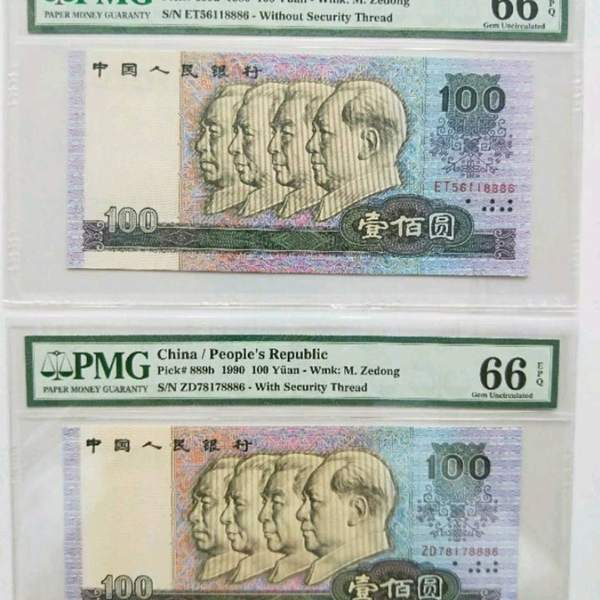 PMG
PAPER MONEY GUARANTY
S/N ET56118886 - Without Security Thread
66 EPQ
Gem Uncirculated
中国人民银行
100
ET56118886
100
壹佰圆
PMG
PAPER MONEY GUARANTY
China / People's Republic
Pick# 889b 1990 100 Yüan - Wmk: M. Zedong
S/N ZD78178886 - With Security Thread
66 EPQ
Gem Uncirculated
中国人民银行
100
ZD78178886
100
壹佰圆